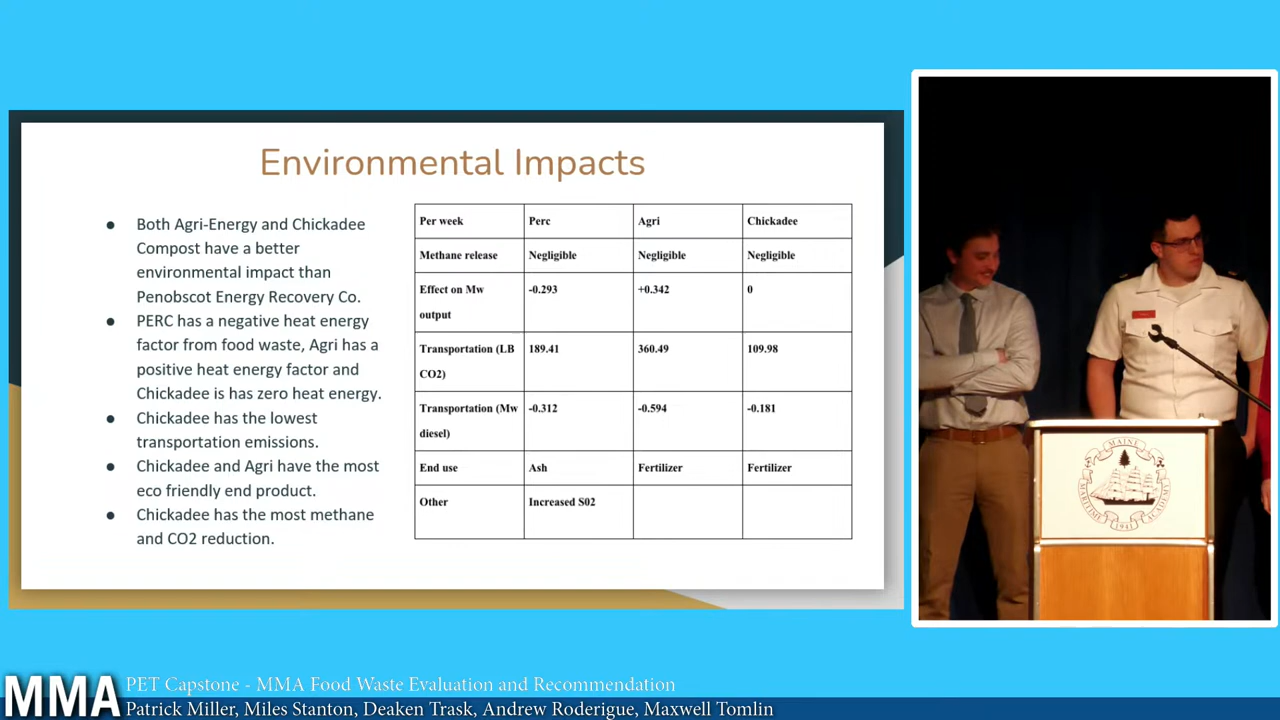 Environmental Impacts
● Both Agri-Energy and Chickadee
Compost have a better
environmental impact than
Penobscot Energy Recovery Co.
● PERC has a negative heat energy
factor from food waste, Agri has a
positive heat energy factor and
Chickadee is has zero heat energy.
● Chickadee has the lowest
transportation emissions.
● Chickadee and Agri have the most
eco friendly end product.
● Chickadee has the most methane
and CO2 reduction.
Per week Perc Agri Chickadee
Methane release Negligible Negligible Negligible
Effect on Mw
output -0.293 +0.342 0
Transportation (LB
CO2) 189.41 360.49 109.98
Transportation (Mw
diesel) -0.312 -0.594 -0.181
End use Ash Fertilizer Fertilizer
Other Increased S02
MAINE
MARITIME ACADEMY
1941
MMA
PET Capstone - MMA Food Waste Evaluation and Recommendation
Patrick Miller, Miles Stanton, Deaken Trask, Andrew Roderigue, Maxwell Tomlin